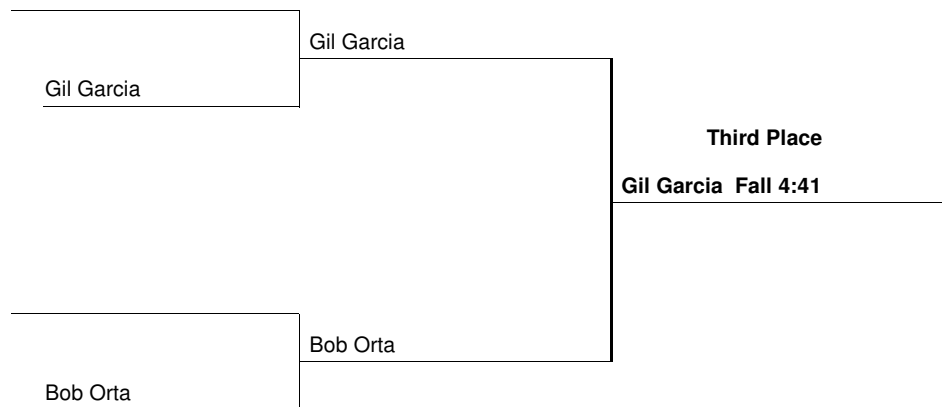 Gil Garcia
Gil Garcia
Third Place
Gil Garcia Fall 4:41
Bob Orta
Bob Orta